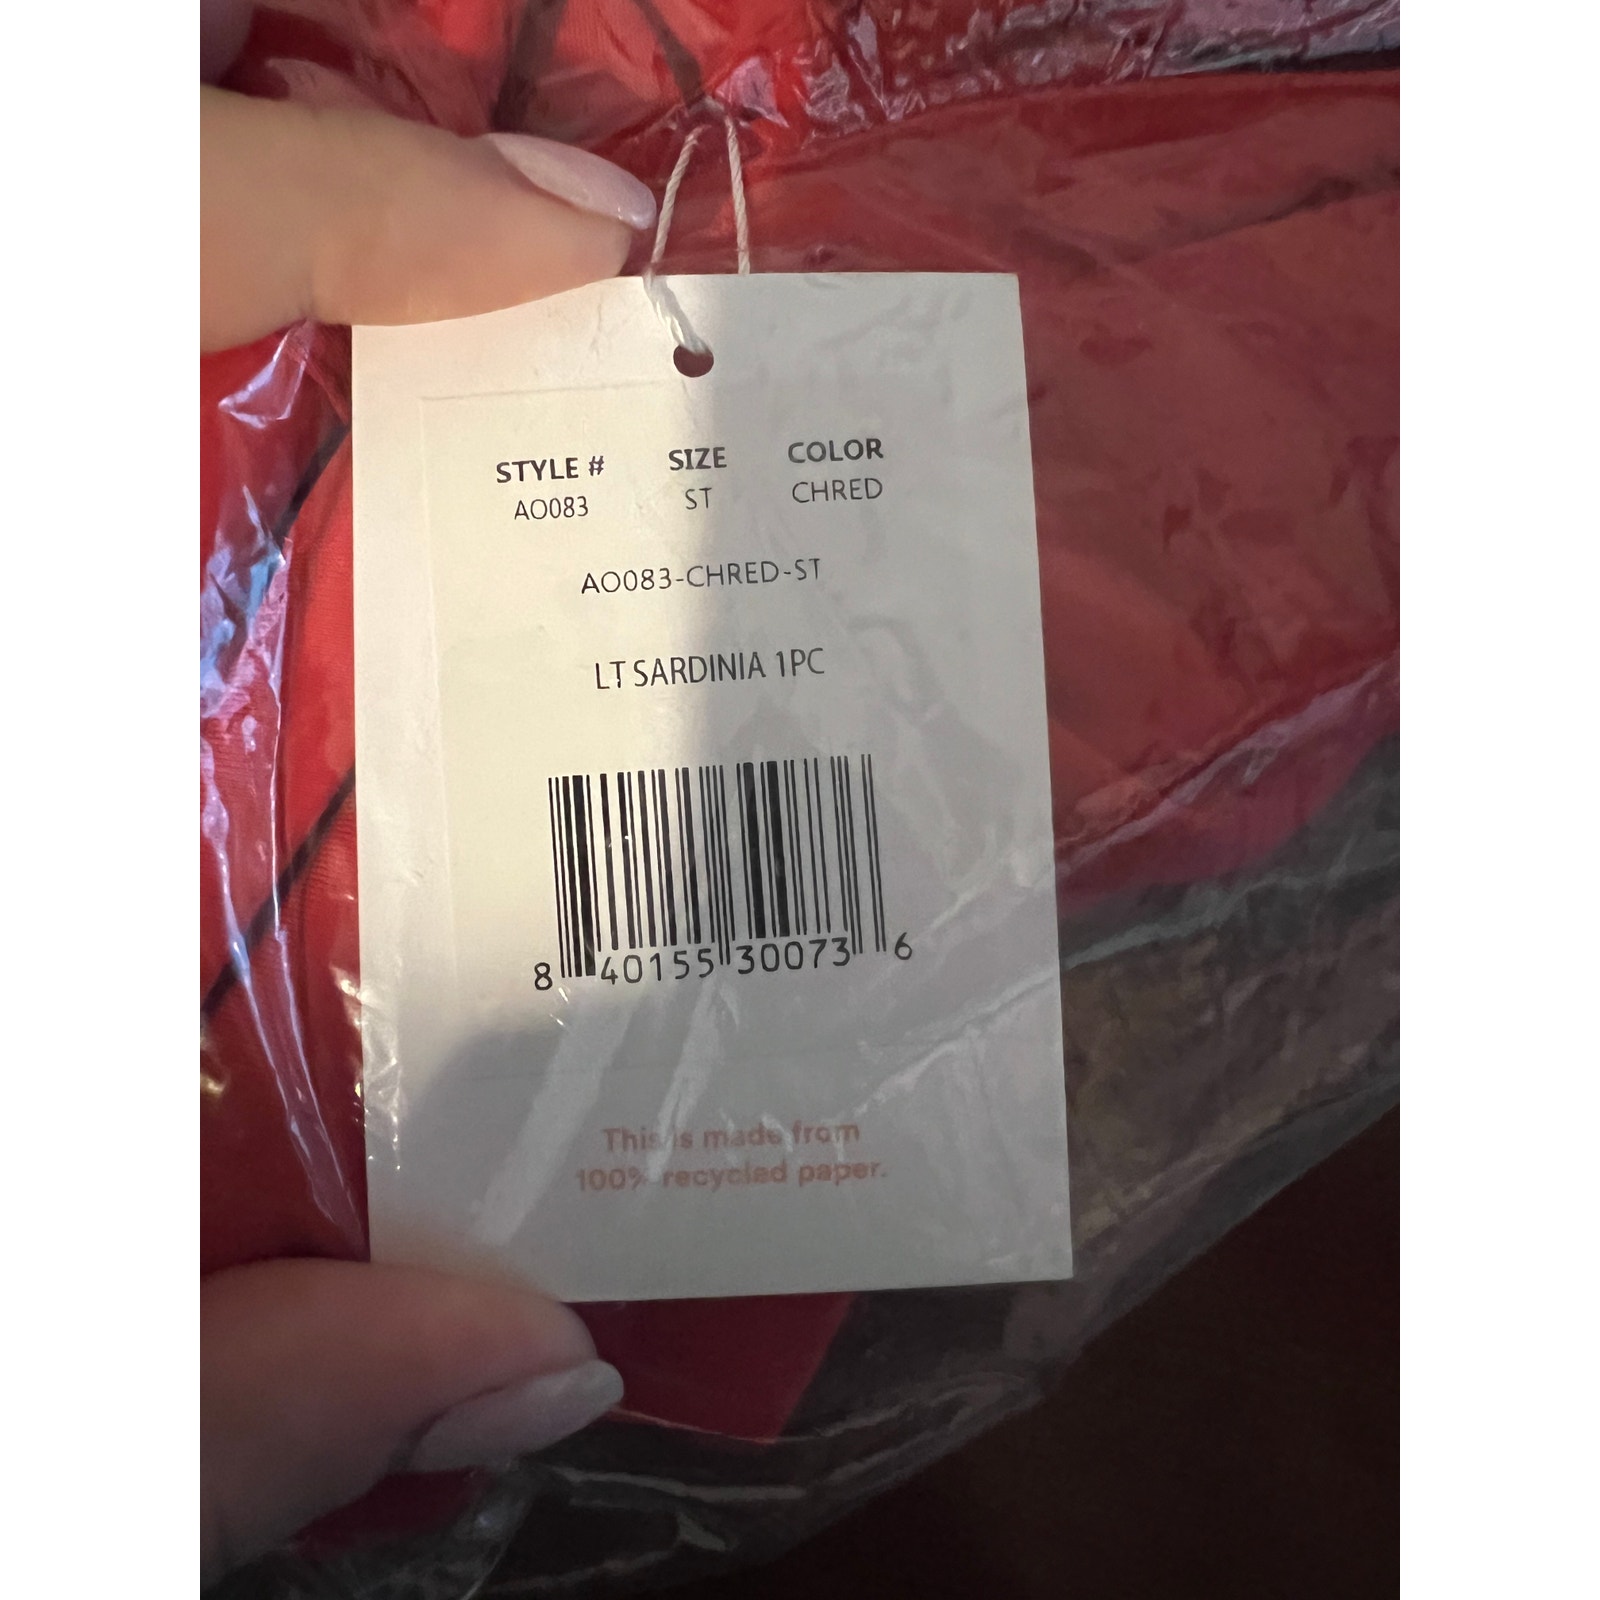 STYLE # SIZE COLOR
AO083 ST CHRED
AO083-CHRED-ST
LT SARDINIA 1PC
8 40155 30073 6
This is made from
100% recycled paper.